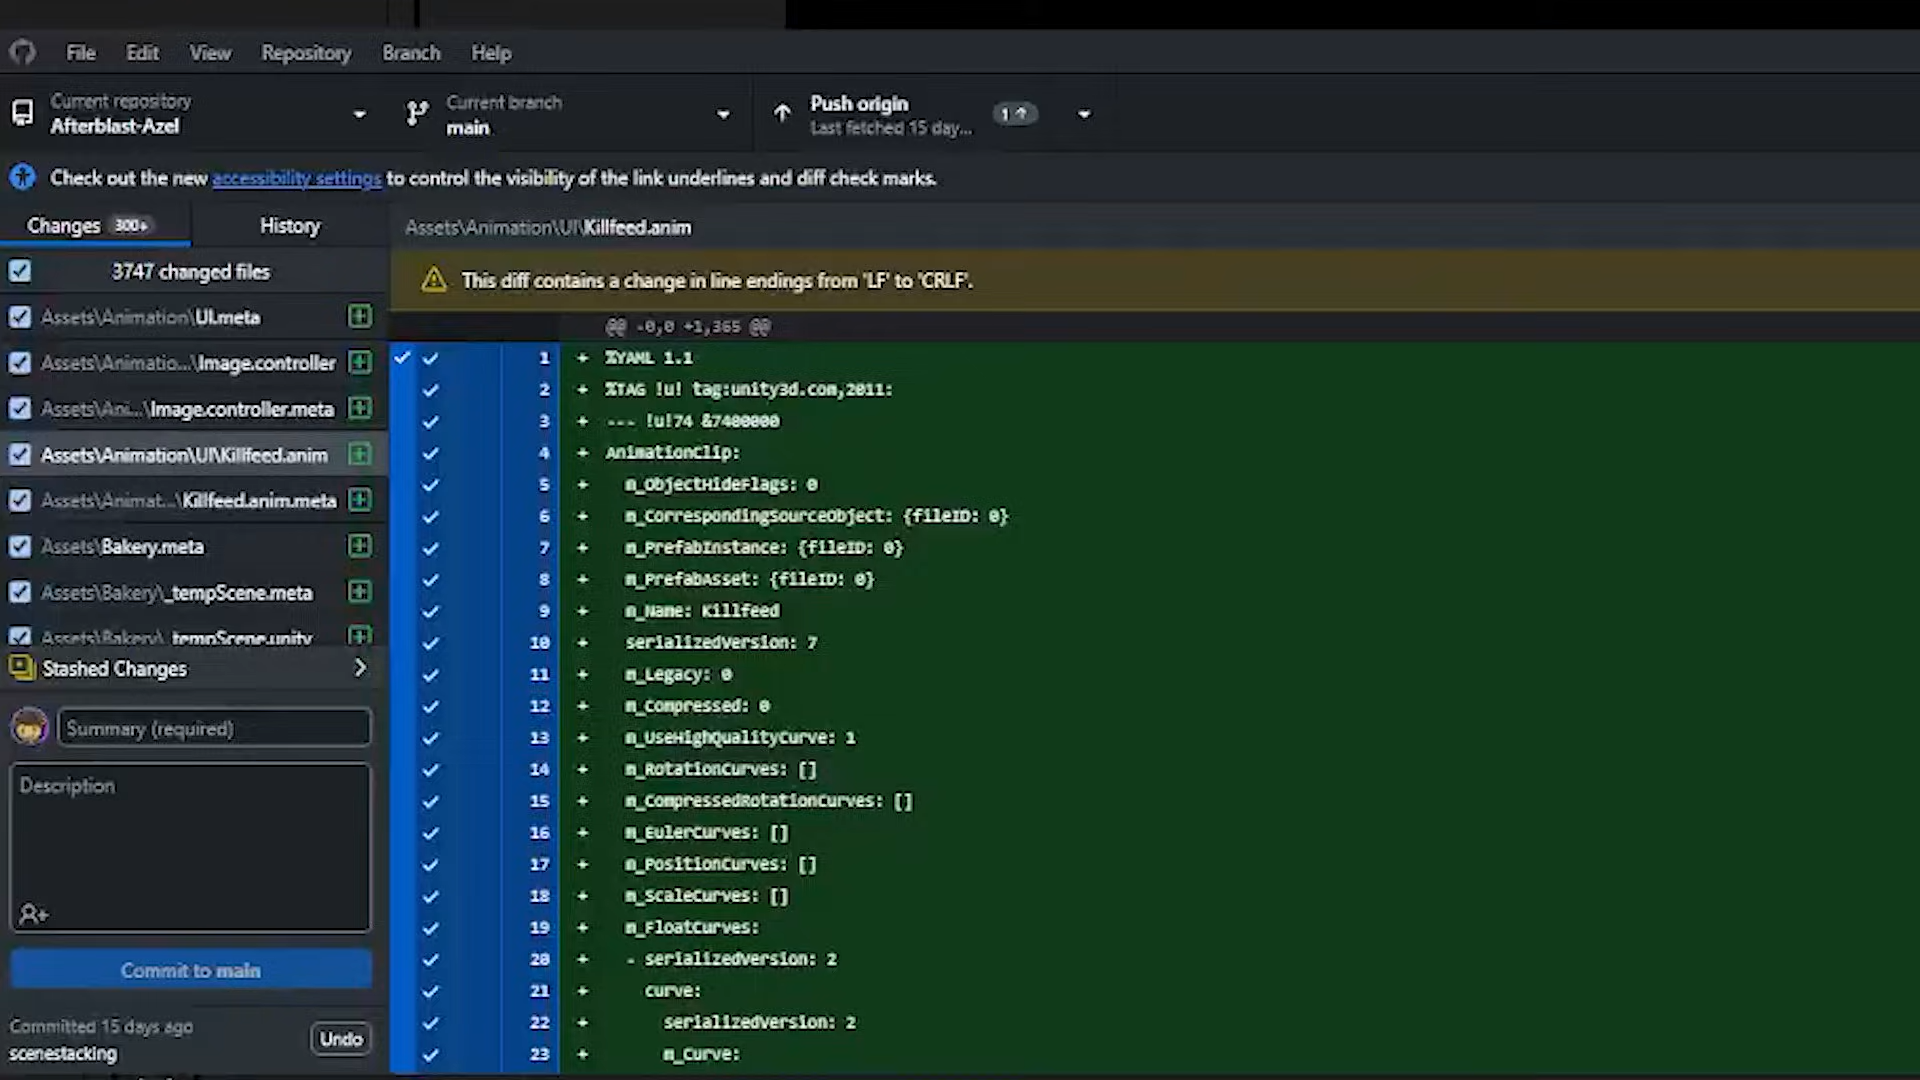 File Edit View Repository Branch Help
Current repository
Afterblast-Azel
Current branch
main
Push origin
Last fetched 15 day...
1
Check out the new accessibility settings to control the visibility of the link underlines and diff check marks.
Changes 300+
History
Assets\Animation\UI\Killfeed.anim
3747 changed files
This diff contains a change in line endings from 'LF' to 'CRLF'.
Assets\Animation\UI.meta
Assets\Animatio...\Image.controller
Assets\Ani...\Image.controller.meta
Assets\Animation\UI\Killfeed.anim
Assets\Animat...\Killfeed.anim.meta
Assets\Bakery.meta
Assets\Bakery\_tempScene.meta
Assets\Bakery\_tempScene.unity
Stashed Changes
Summary (required)
Description
Commit to main
Committed 15 days ago
scenestacking
Undo
@@ -0,0 +1,365 @@
1 + %YAML 1.1
2 + %TAG !u! tag:unity3d.com,2011:
3 + --- !u!74 &7400000
4 + AnimationClip:
5 + m_ObjectHideFlags: 0
6 + m_CorrespondingSourceObject: {fileID: 0}
7 + m_PrefabInstance: {fileID: 0}
8 + m_PrefabAsset: {fileID: 0}
9 + m_Name: Killfeed
10 + serializedVersion: 7
11 + m_Legacy: 0
12 + m_Compressed: 0
13 + m_UseHighQualityCurve: 1
14 + m_RotationCurves: []
15 + m_CompressedRotationCurves: []
16 + m_EulerCurves: []
17 + m_PositionCurves: []
18 + m_ScaleCurves: []
19 + m_FloatCurves:
20 + - serializedVersion: 2
21 + curve:
22 + serializedVersion: 2
23 + m_Curve: